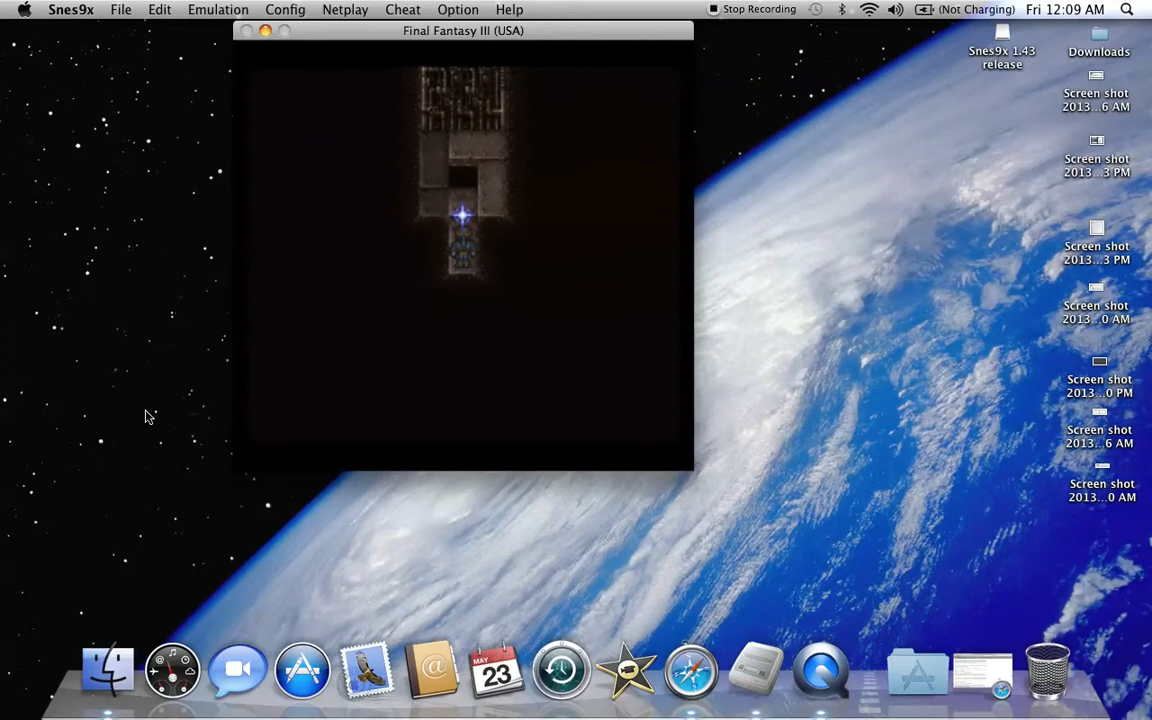 Snes9x File Edit Emulation Config Netplay Cheat Option Help Stop Recording (Not Charging) Fri 12:09 AM
Final Fantasy III (USA)
Snes9x 1.43
release
Downloads
Screen shot
2013...6 AM
Screen shot
2013...3 PM
Screen shot
2013...3 PM
Screen shot
2013...0 AM
Screen shot
2013...0 PM
Screen shot
2013...6 AM
Screen shot
2013...0 AM
MAY
23